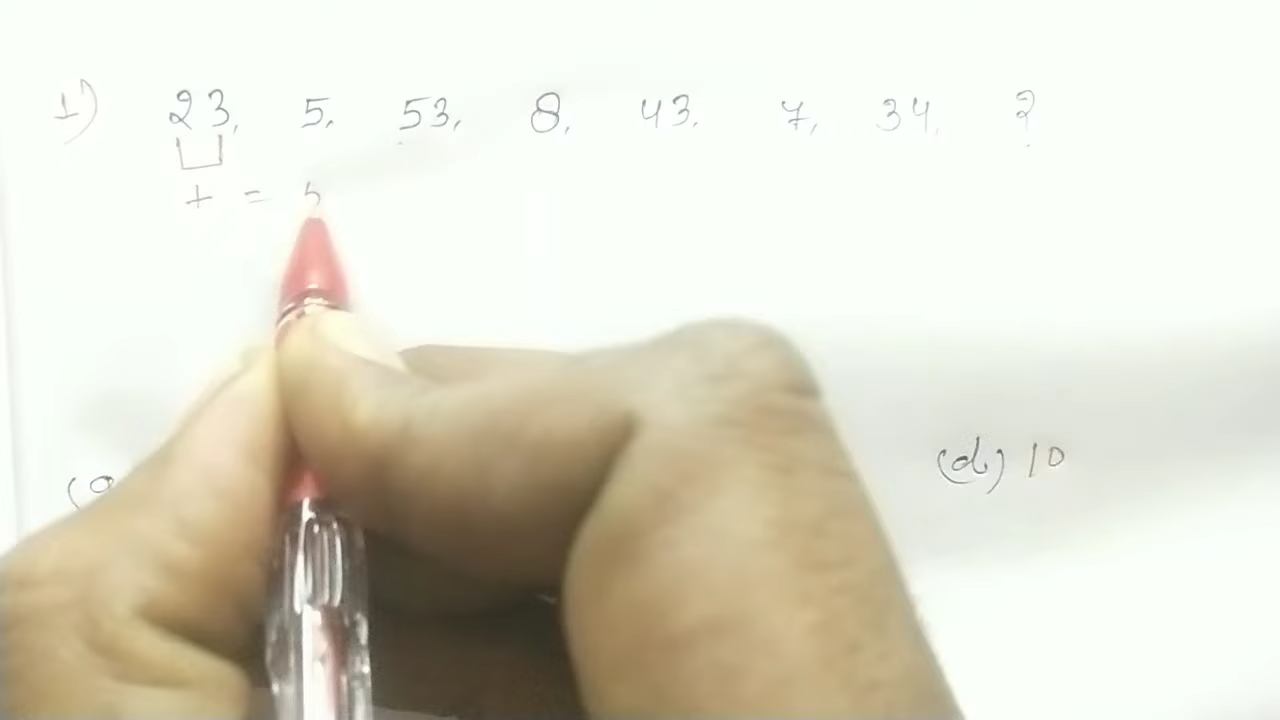 1) 23, 5, 53, 8, 43, 7, 34, ?
+ = 5
(a (d) 10